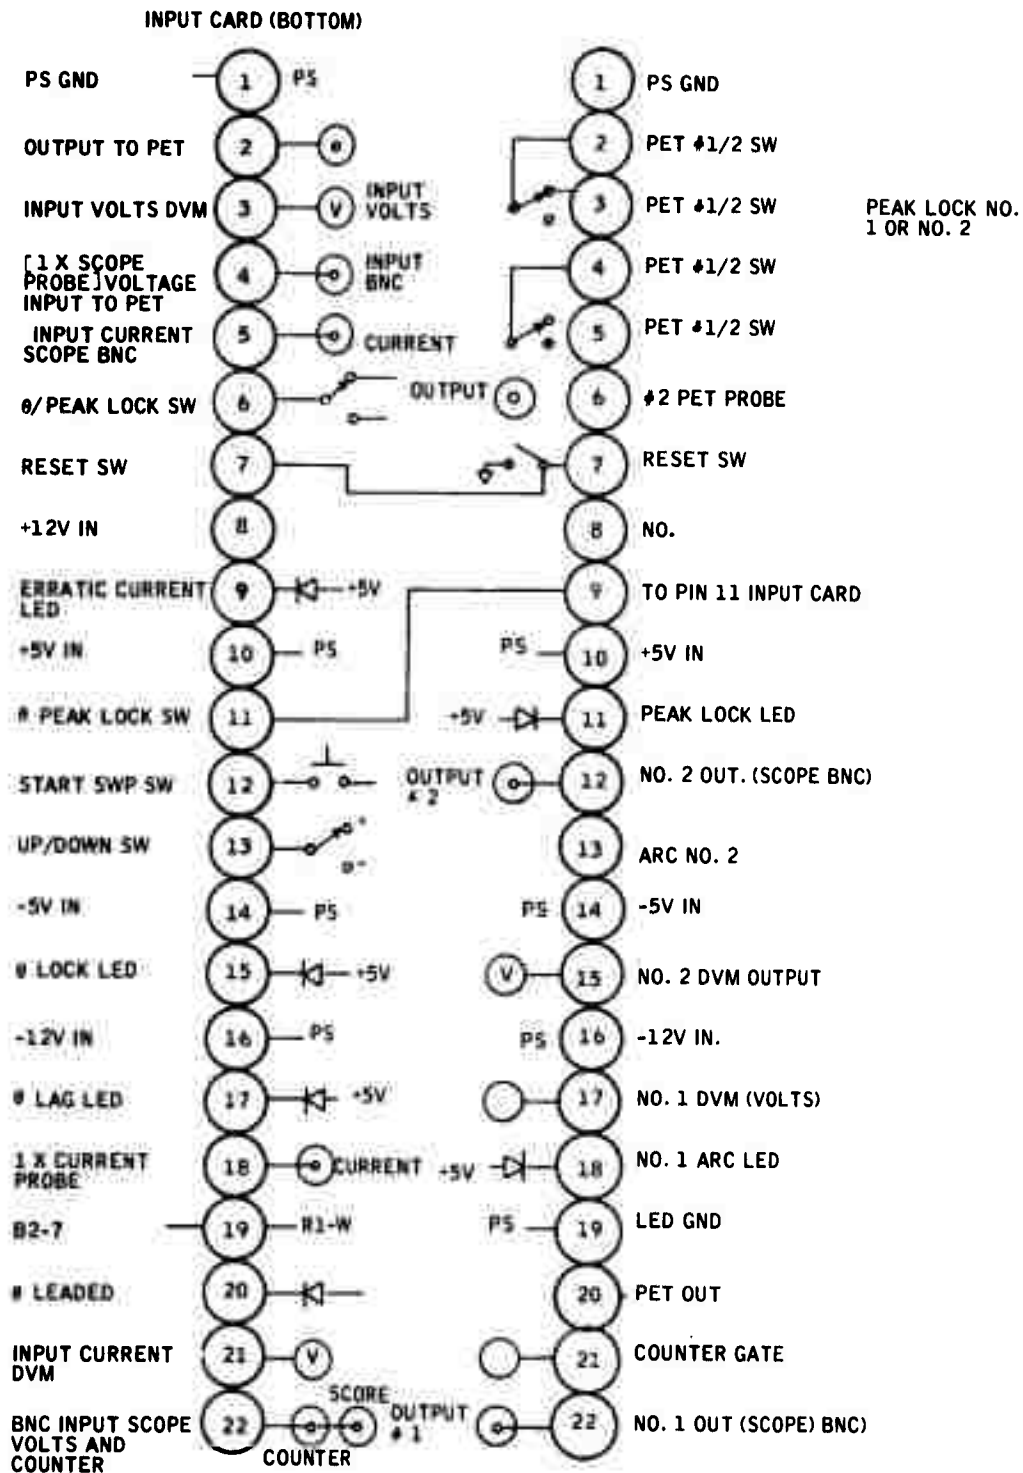 INPUT CARD (BOTTOM)
PS GND 1 PS
OUTPUT TO PET 2
INPUT VOLTS DVM 3 V INPUT
VOLTS
[1 X SCOPE
PROBE] VOLTAGE
INPUT TO PET 4 INPUT
BNC
INPUT CURRENT
SCOPE BNC 5 CURRENT
θ/PEAK LOCK SW 6 OUTPUT
RESET SW 7
+12V IN 8
ERRATIC CURRENT
LED 9 +5V
+5V IN 10 PS
PEAK LOCK SW 11
START SWP SW 12
UP/DOWN SW 13 + -
-5V IN 14 PS
LOCK LED 15 +5V
-12V IN 16 PS
LAG LED 17 +5V
1 X CURRENT
PROBE 18 CURRENT
B2-7 19 R1-W
LEADED 20
INPUT CURRENT
DVM 21 V
BNC INPUT SCOPE
VOLTS AND
COUNTER 22 SCORE
COUNTER
1 PS GND
2 PET #1/2 SW
3 PET #1/2 SW
PEAK LOCK NO.
1 OR NO. 2
4 PET #1/2 SW
5 PET #1/2 SW
6 #2 PET PROBE
7 RESET SW
8 NO.
9 TO PIN 11 INPUT CARD
PS 10 +5V IN
+5V 11 PEAK LOCK LED
OUTPUT
# 2 12 NO. 2 OUT. (SCOPE BNC)
13 ARC NO. 2
PS 14 -5V IN
V 15 NO. 2 DVM OUTPUT
PS 16 -12V IN.
17 NO. 1 DVM (VOLTS)
+5V 18 NO. 1 ARC LED
PS 19 LED GND
20 PET OUT
21 COUNTER GATE
OUTPUT
# 1 22 NO. 1 OUT (SCOPE) BNC)